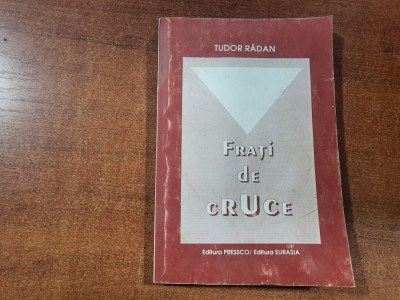 TUDOR RĂDAN
FRAȚI
de
cRUCE
Editura PRESSCO/ Editura EURASIA